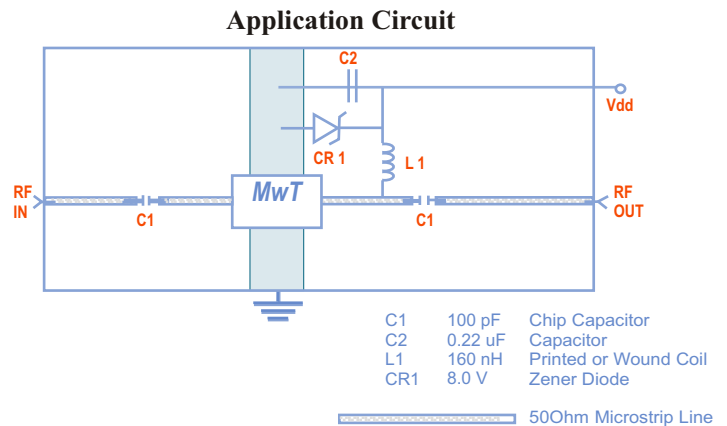 Application Circuit
C2
Vdd
CR 1
L 1
RF
IN
MwT
RF
OUT
C1
C1
C1 100 pF Chip Capacitor
C2 0.22 uF Capacitor
L1 160 nH Printed or Wound Coil
CR1 8.0 V Zener Diode
50Ohm Microstrip Line